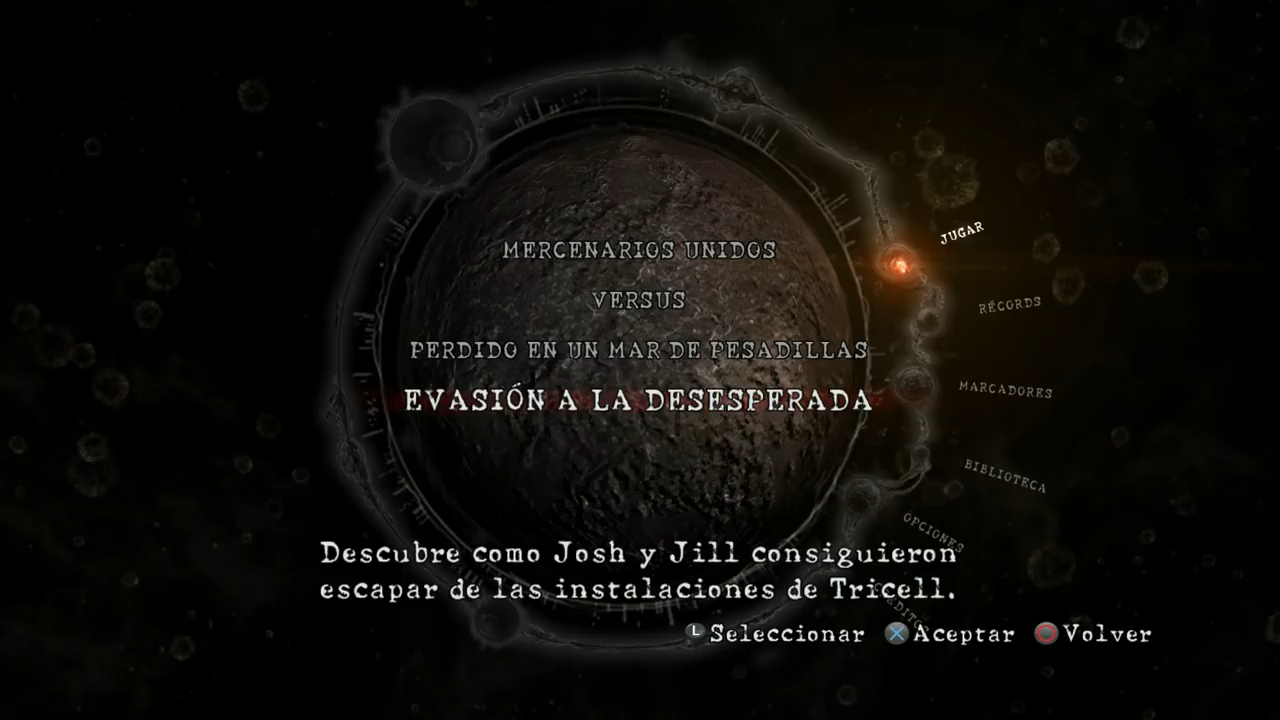 MERCENARIOS UNIDOS
VERSUS
PERDIDO EN UN MAR DE PESADILLAS
EVASIÓN A LA DESESPERADA
JUGAR
RÉCORDS
MARCADORES
BIBLIOTECA
OPCIONES
Descubre como Josh y Jill consiguieron
escapar de las instalaciones de Tricell.
L Seleccionar Aceptar Volver